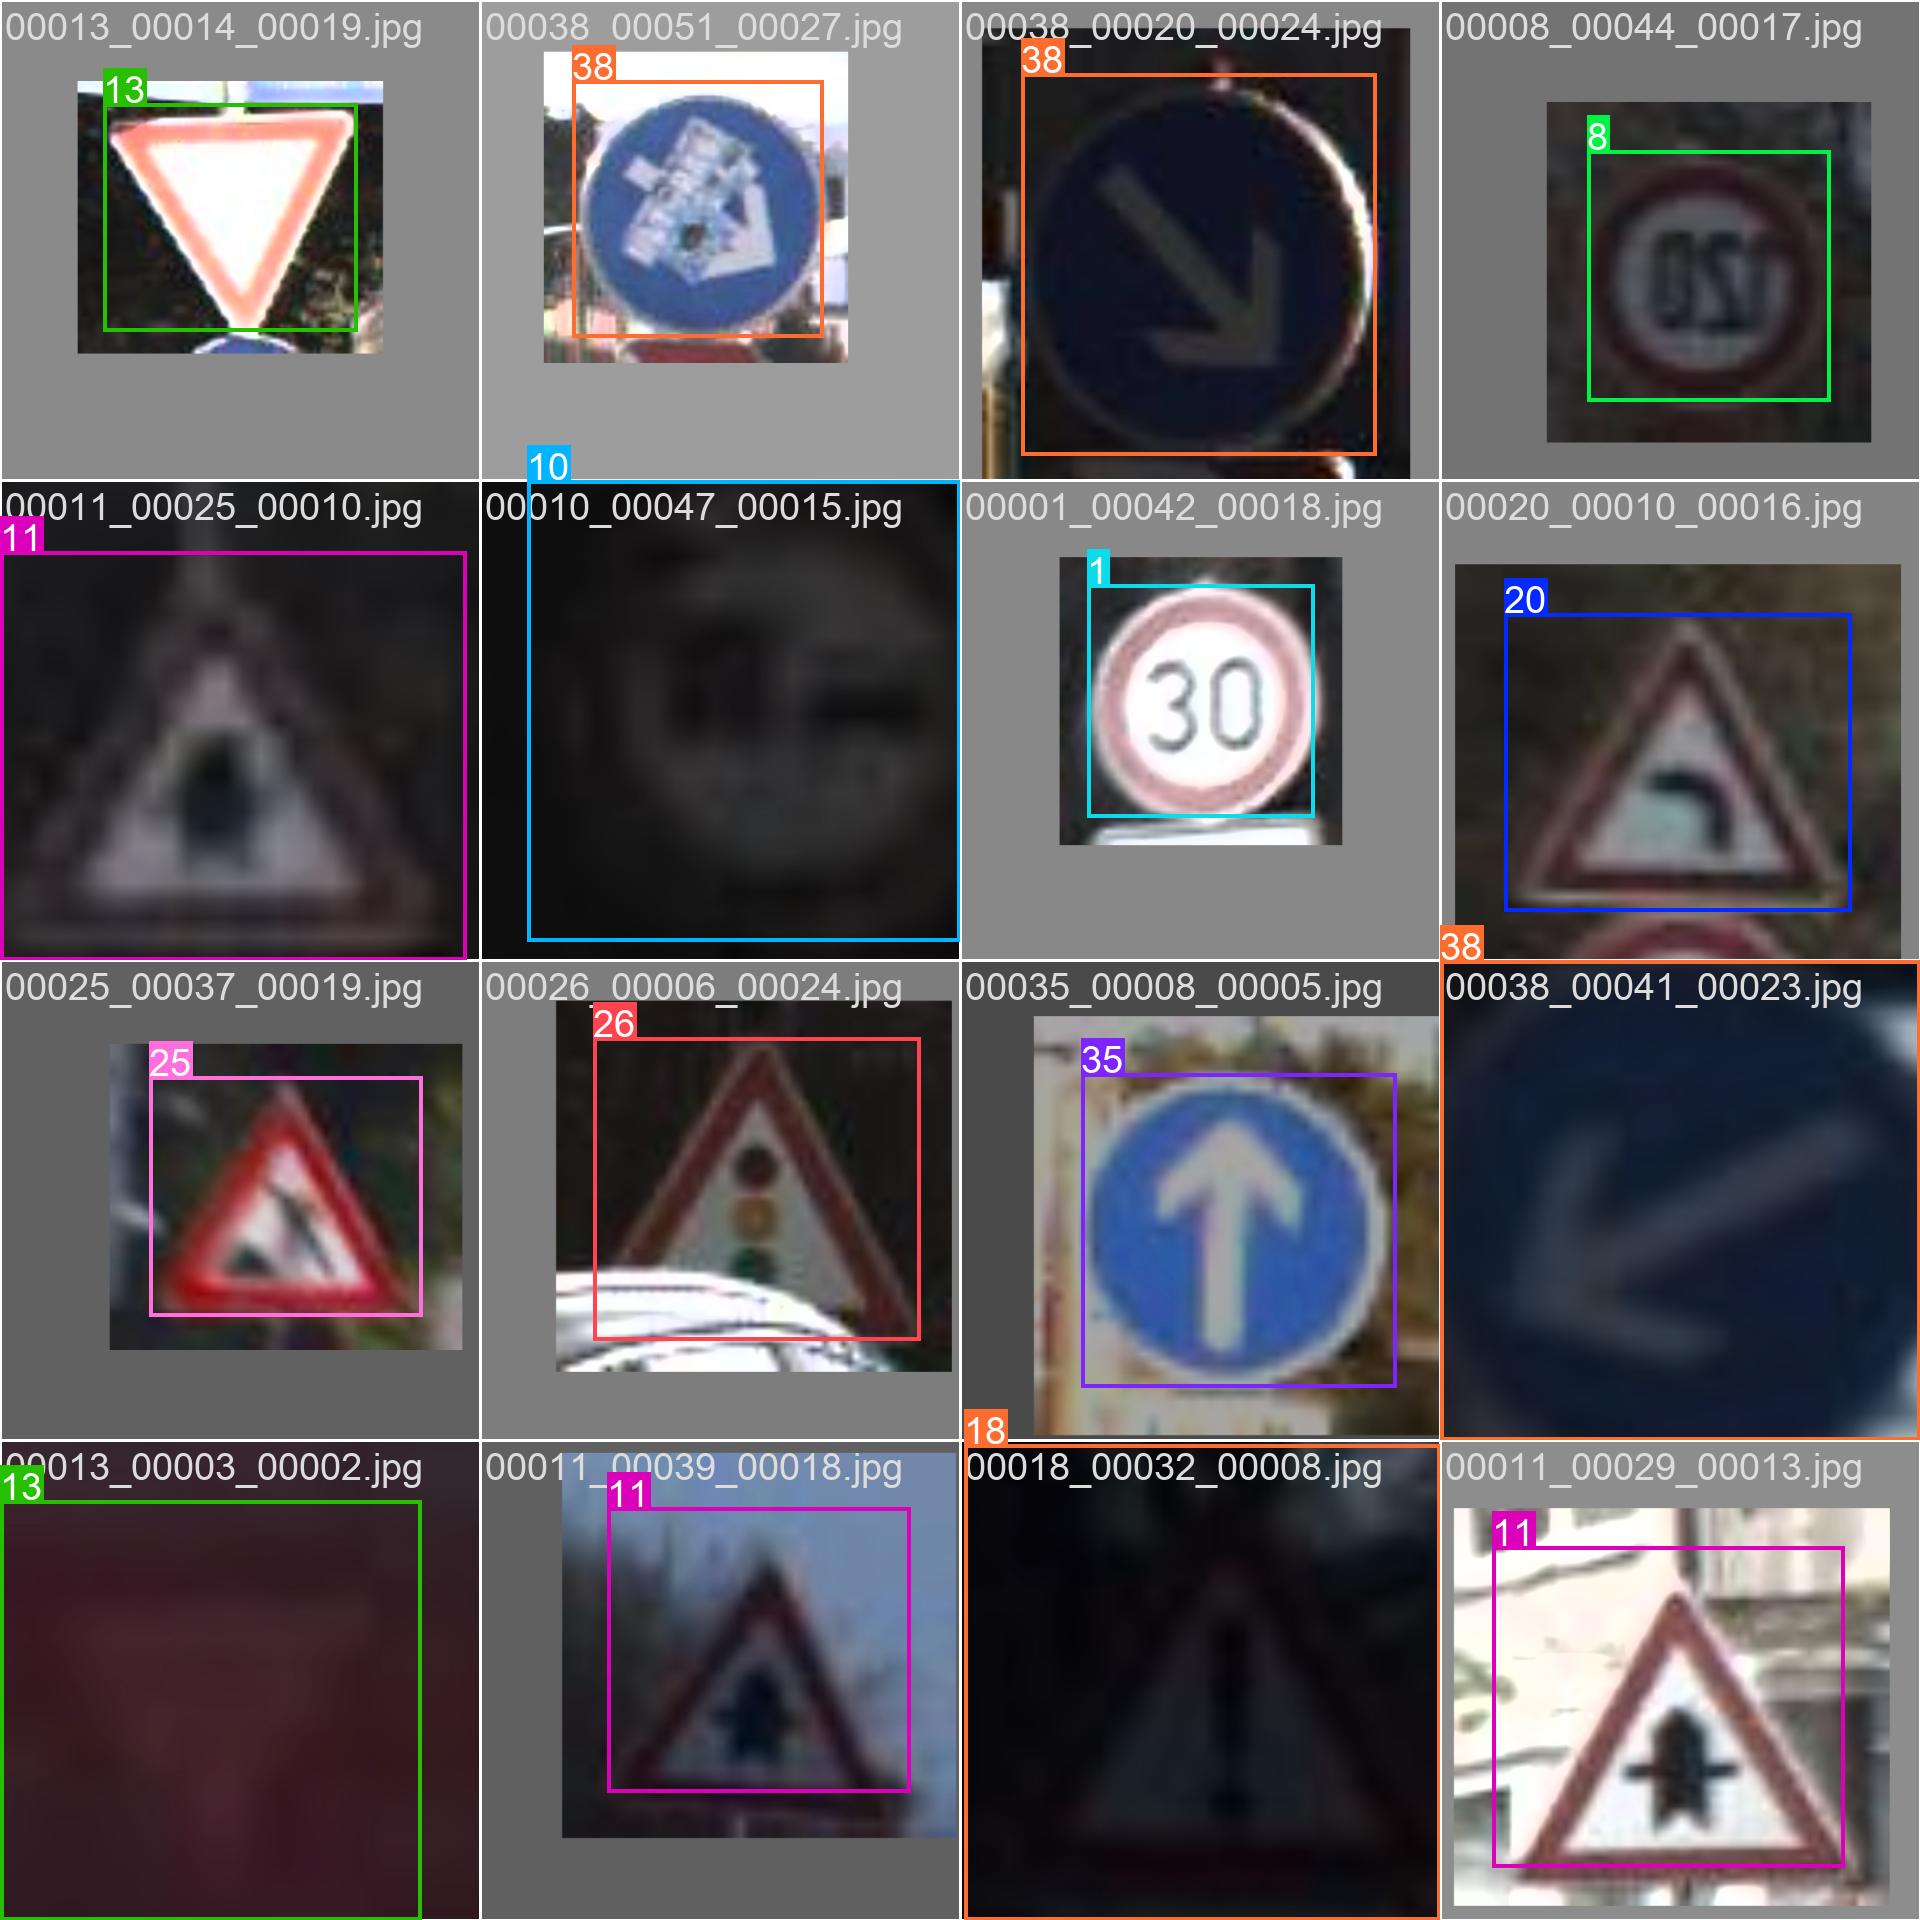 00013_00014_00019.jpg
13
00038_00051_00027.jpg
38
00038_00020_00024.jpg
38
00008_00044_00017.jpg
8
00011_00025_00010.jpg
11
00010_00047_00015.jpg
10
00001_00042_00018.jpg
1
30
00020_00010_00016.jpg
20
00025_00037_00019.jpg
25
00026_00006_00024.jpg
26
00035_00008_00005.jpg
35
00038_00041_00023.jpg
38
00013_00003_00002.jpg
13
00011_00039_00018.jpg
11
00018_00032_00008.jpg
18
00011_00029_00013.jpg
11